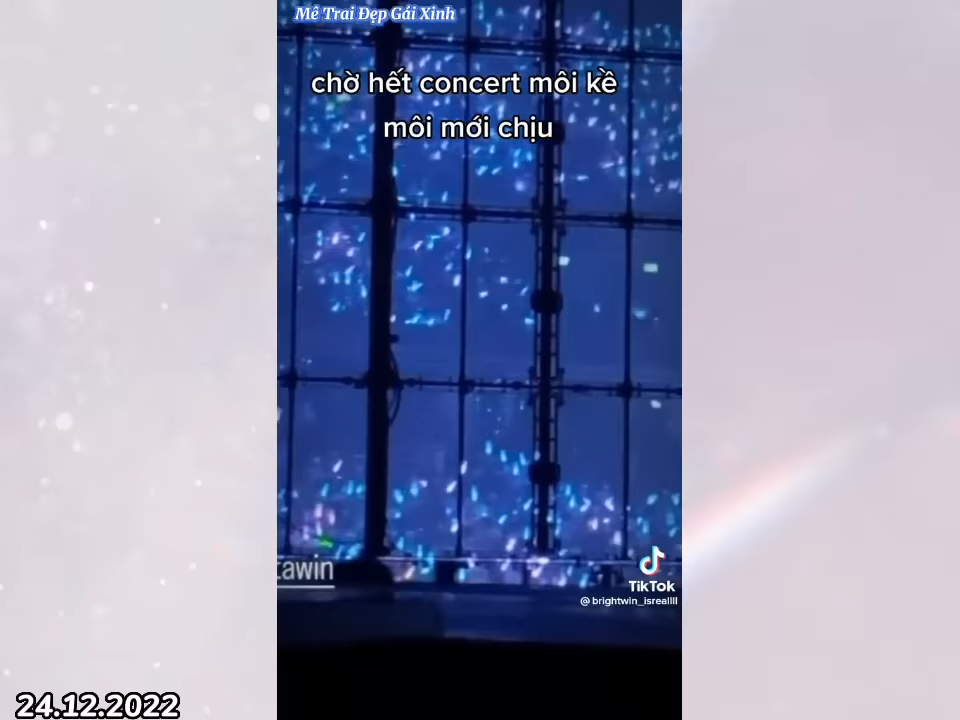 Mê Trai Đẹp Gái Xinh
chờ hết concert môi kề
môi mới chịu
tawin
TikTok
@brightwin_isreallll
24.12.2022